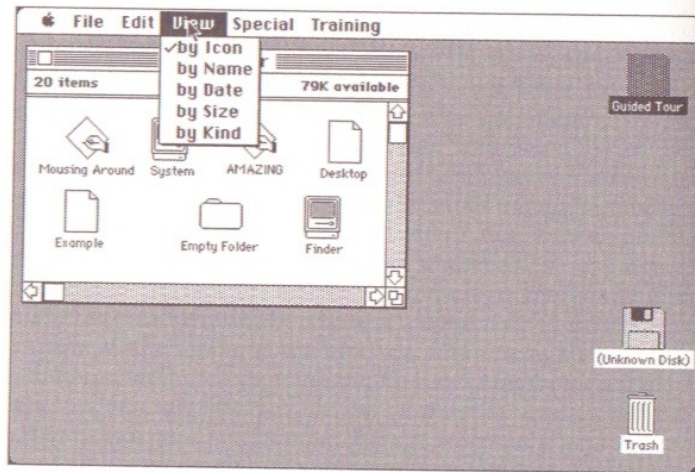 File Edit View Special Training
by Icon
by Name
by Date
by Size
by Kind
20 items 79K available
Mousing Around System AMAZING Desktop
Example Empty Folder Finder
Guided Tour
(Unknown Disk)
Trash